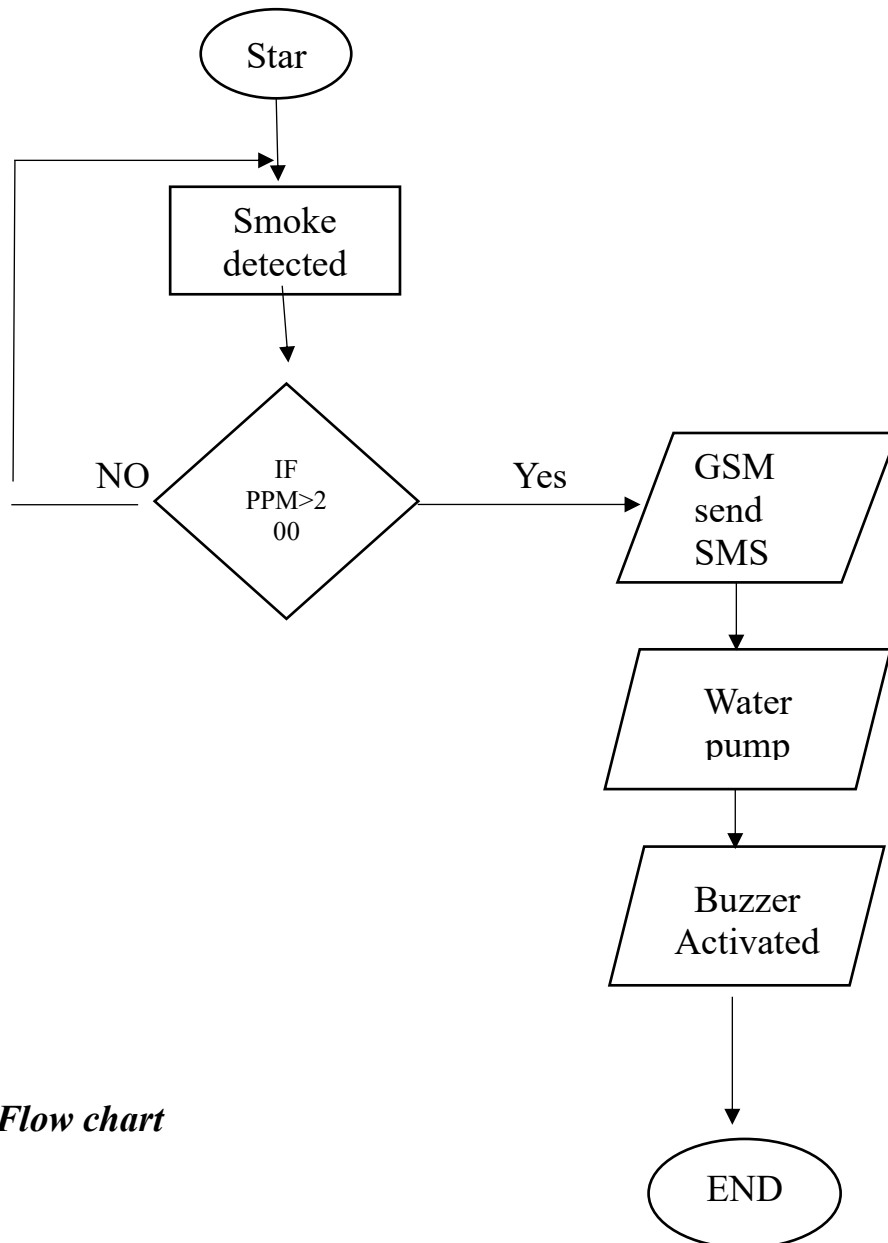 Star
Smoke
detected
NO
IF
PPM>2
00
Yes
GSM
send
SMS
Water
pump
Buzzer
Activated
Flow chart
END